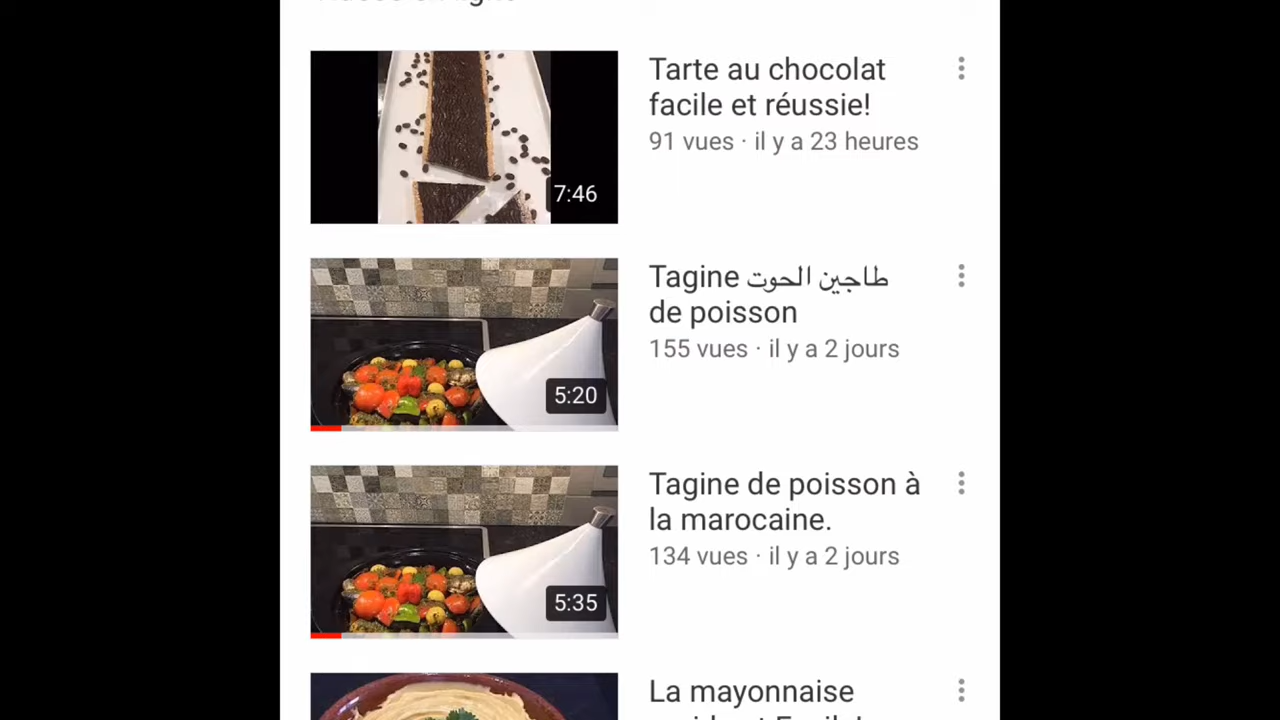 7:46
Tarte au chocolat
facile et réussie!
91 vues · il y a 23 heures
5:20
Tagine طاجين الحوت
de poisson
155 vues · il y a 2 jours
5:35
Tagine de poisson à
la marocaine.
134 vues · il y a 2 jours
La mayonnaise